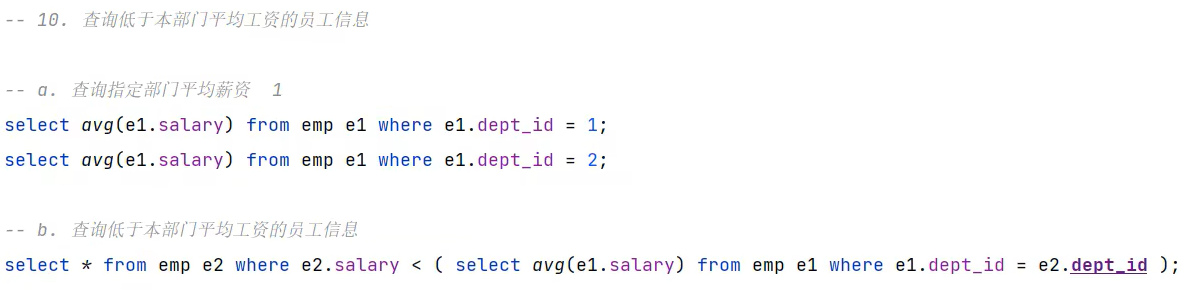 -- 10. 查询低于本部门平均工资的员工信息
-- a. 查询指定部门平均薪资  1
select avg(e1.salary) from emp e1 where e1.dept_id = 1;
select avg(e1.salary) from emp e1 where e1.dept_id = 2;
-- b. 查询低于本部门平均工资的员工信息
select * from emp e2 where e2.salary < ( select avg(e1.salary) from emp e1 where e1.dept_id = e2.dept_id );